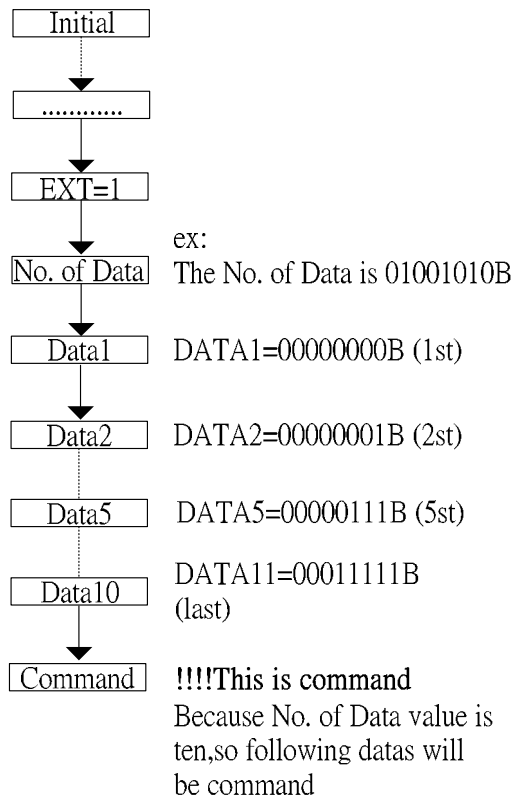 Initial
............
EXT=1
ex:
No. of Data
The No. of Data is 01001010B
Data1
DATA1=00000000B (1st)
Data2
DATA2=00000001B (2st)
Data5
DATA5=00000111B (5st)
Data10
DATA11=00011111B
(last)
Command
!!!!This is command
Because No. of Data value is
ten,so following datas will
be command